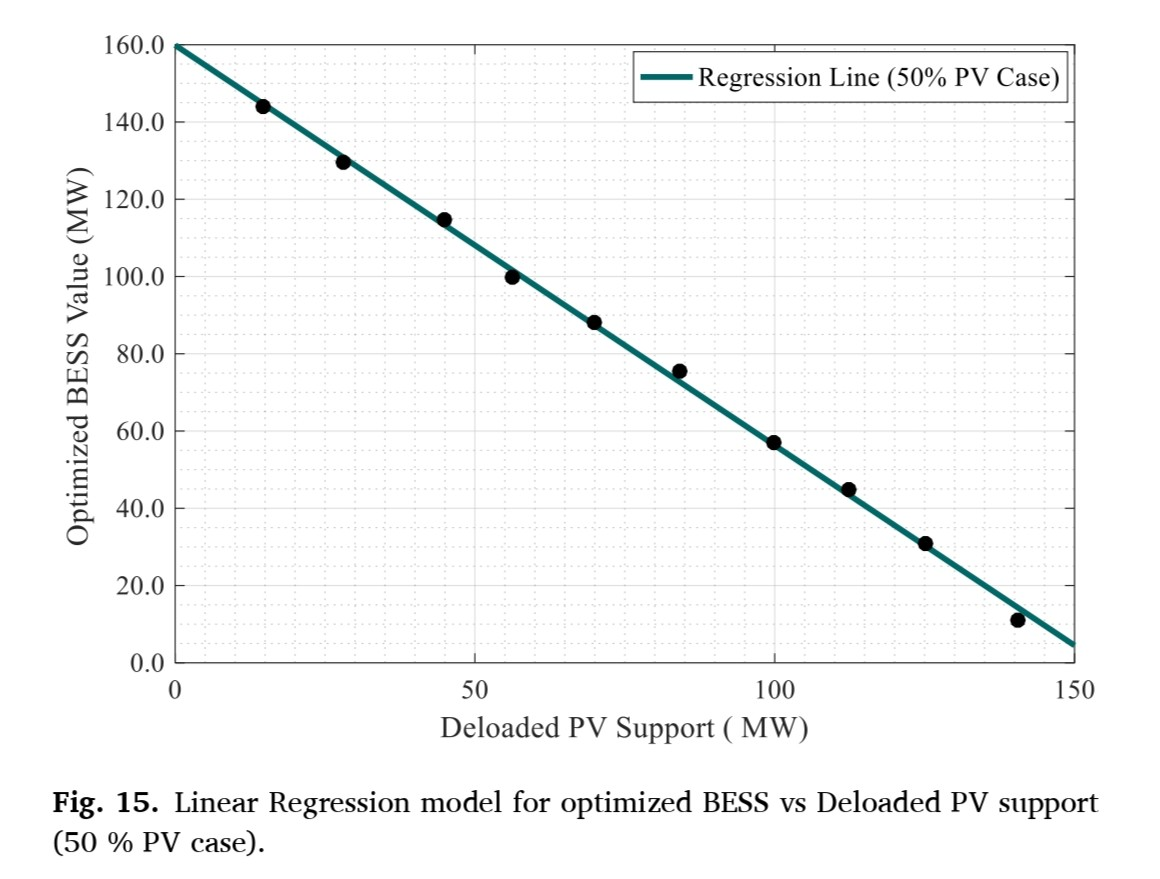 160.0
140.0
120.0
100.0
80.0
60.0
40.0
20.0
0.0
Optimized BESS Value (MW)
Regression Line (50% PV Case)
0 50 100 150
Deloaded PV Support ( MW)
Fig. 15. Linear Regression model for optimized BESS vs Deloaded PV support
(50 % PV case).